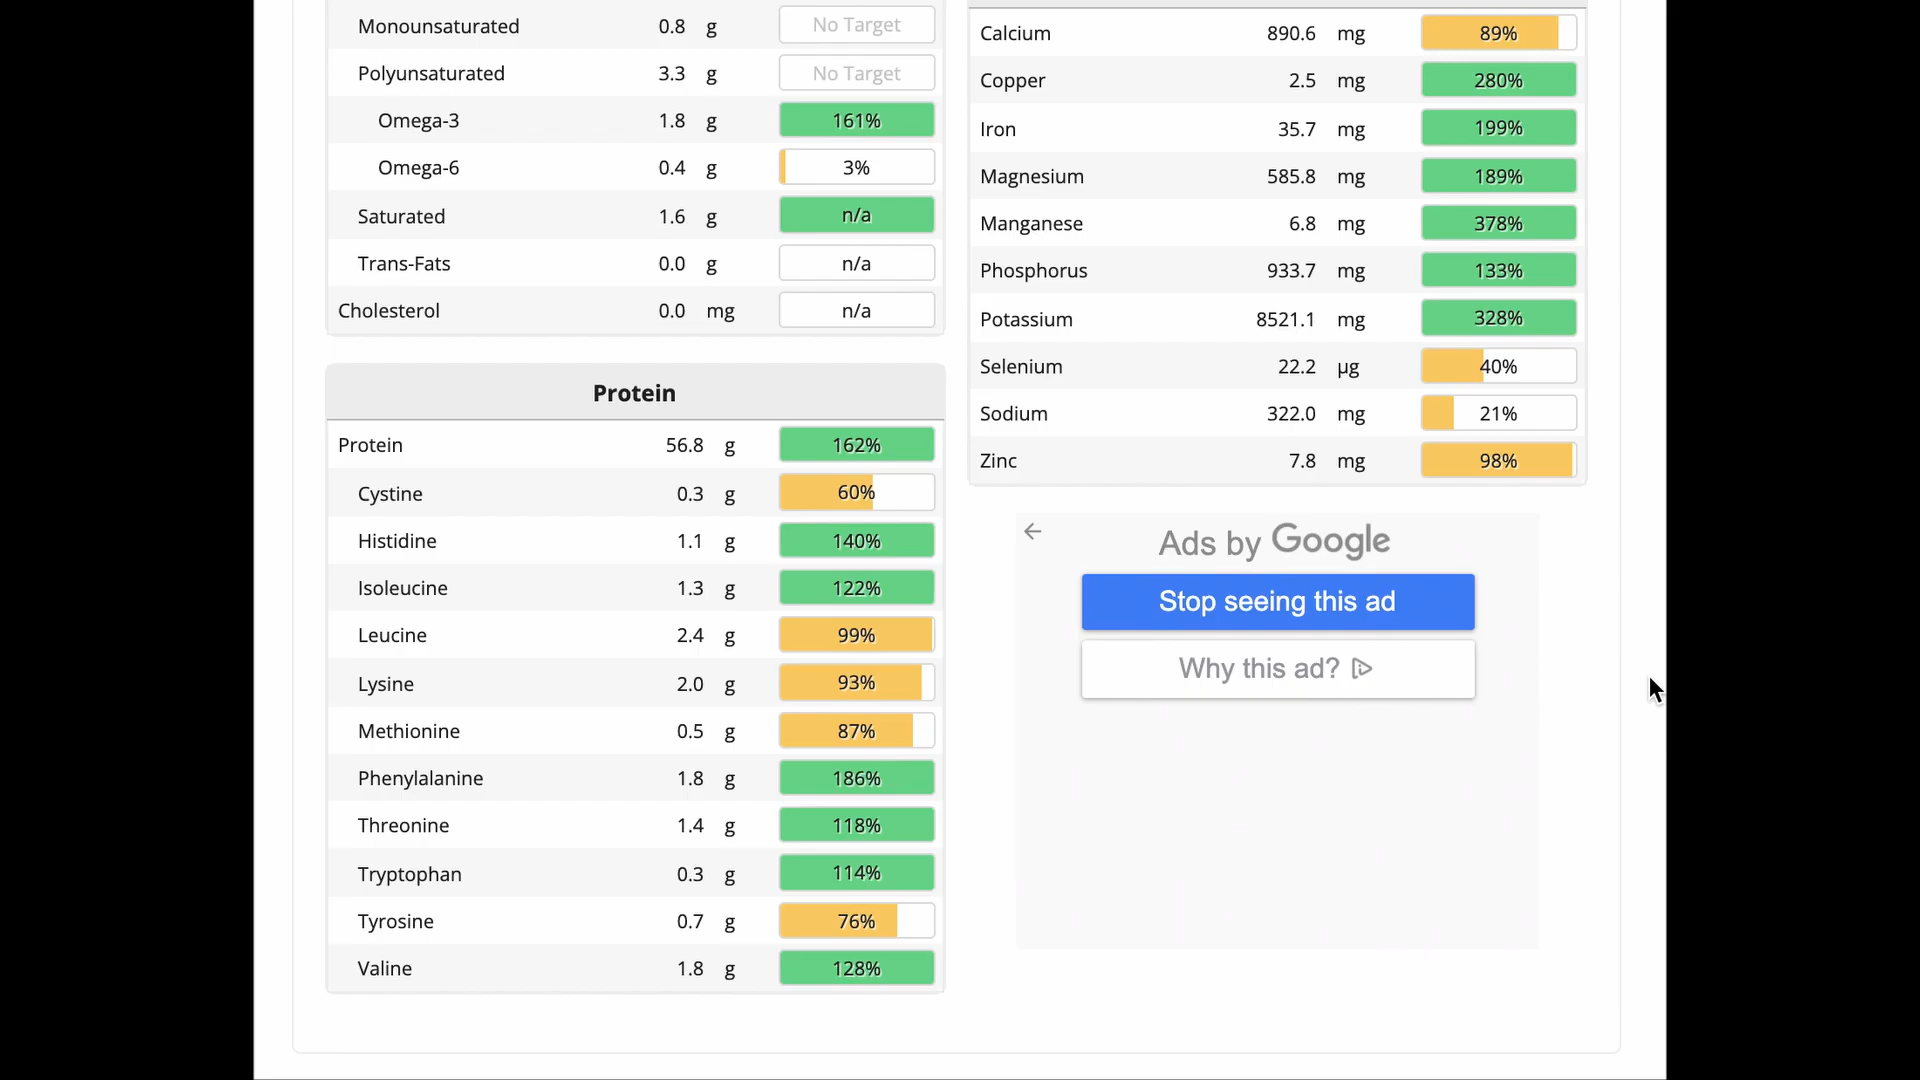 Monounsaturated 0.8 g No Target
Polyunsaturated 3.3 g No Target
Omega-3 1.8 g 161%
Omega-6 0.4 g 3%
Saturated 1.6 g n/a
Trans-Fats 0.0 g n/a
Cholesterol 0.0 mg n/a
Protein
Protein 56.8 g 162%
Cystine 0.3 g 60%
Histidine 1.1 g 140%
Isoleucine 1.3 g 122%
Leucine 2.4 g 99%
Lysine 2.0 g 93%
Methionine 0.5 g 87%
Phenylalanine 1.8 g 186%
Threonine 1.4 g 118%
Tryptophan 0.3 g 114%
Tyrosine 0.7 g 76%
Valine 1.8 g 128%
Calcium 890.6 mg 89%
Copper 2.5 mg 280%
Iron 35.7 mg 199%
Magnesium 585.8 mg 189%
Manganese 6.8 mg 378%
Phosphorus 933.7 mg 133%
Potassium 8521.1 mg 328%
Selenium 22.2 µg 40%
Sodium 322.0 mg 21%
Zinc 7.8 mg 98%
Ads by Google
Stop seeing this ad
Why this ad?